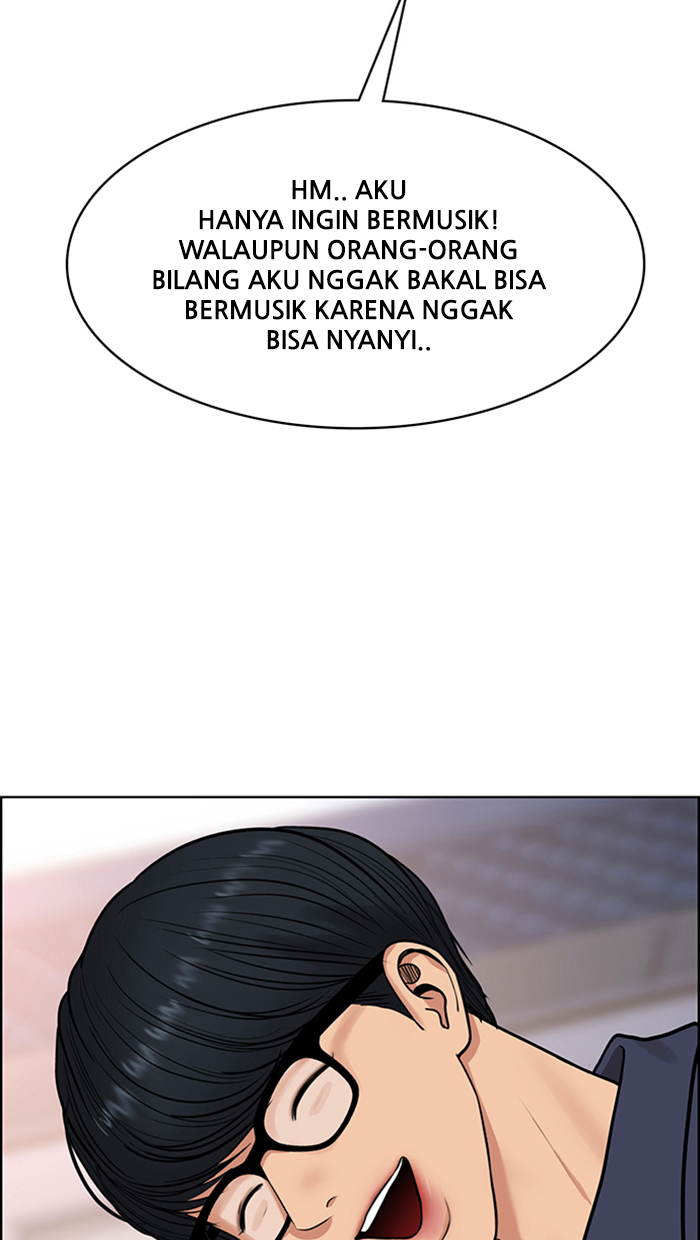 HM.. AKU
HANYA INGIN BERMUSIK!
WALAUPUN ORANG-ORANG
BILANG AKU NGGAK BAKAL BISA
BERMUSIK KARENA NGGAK
BISA NYANYI..